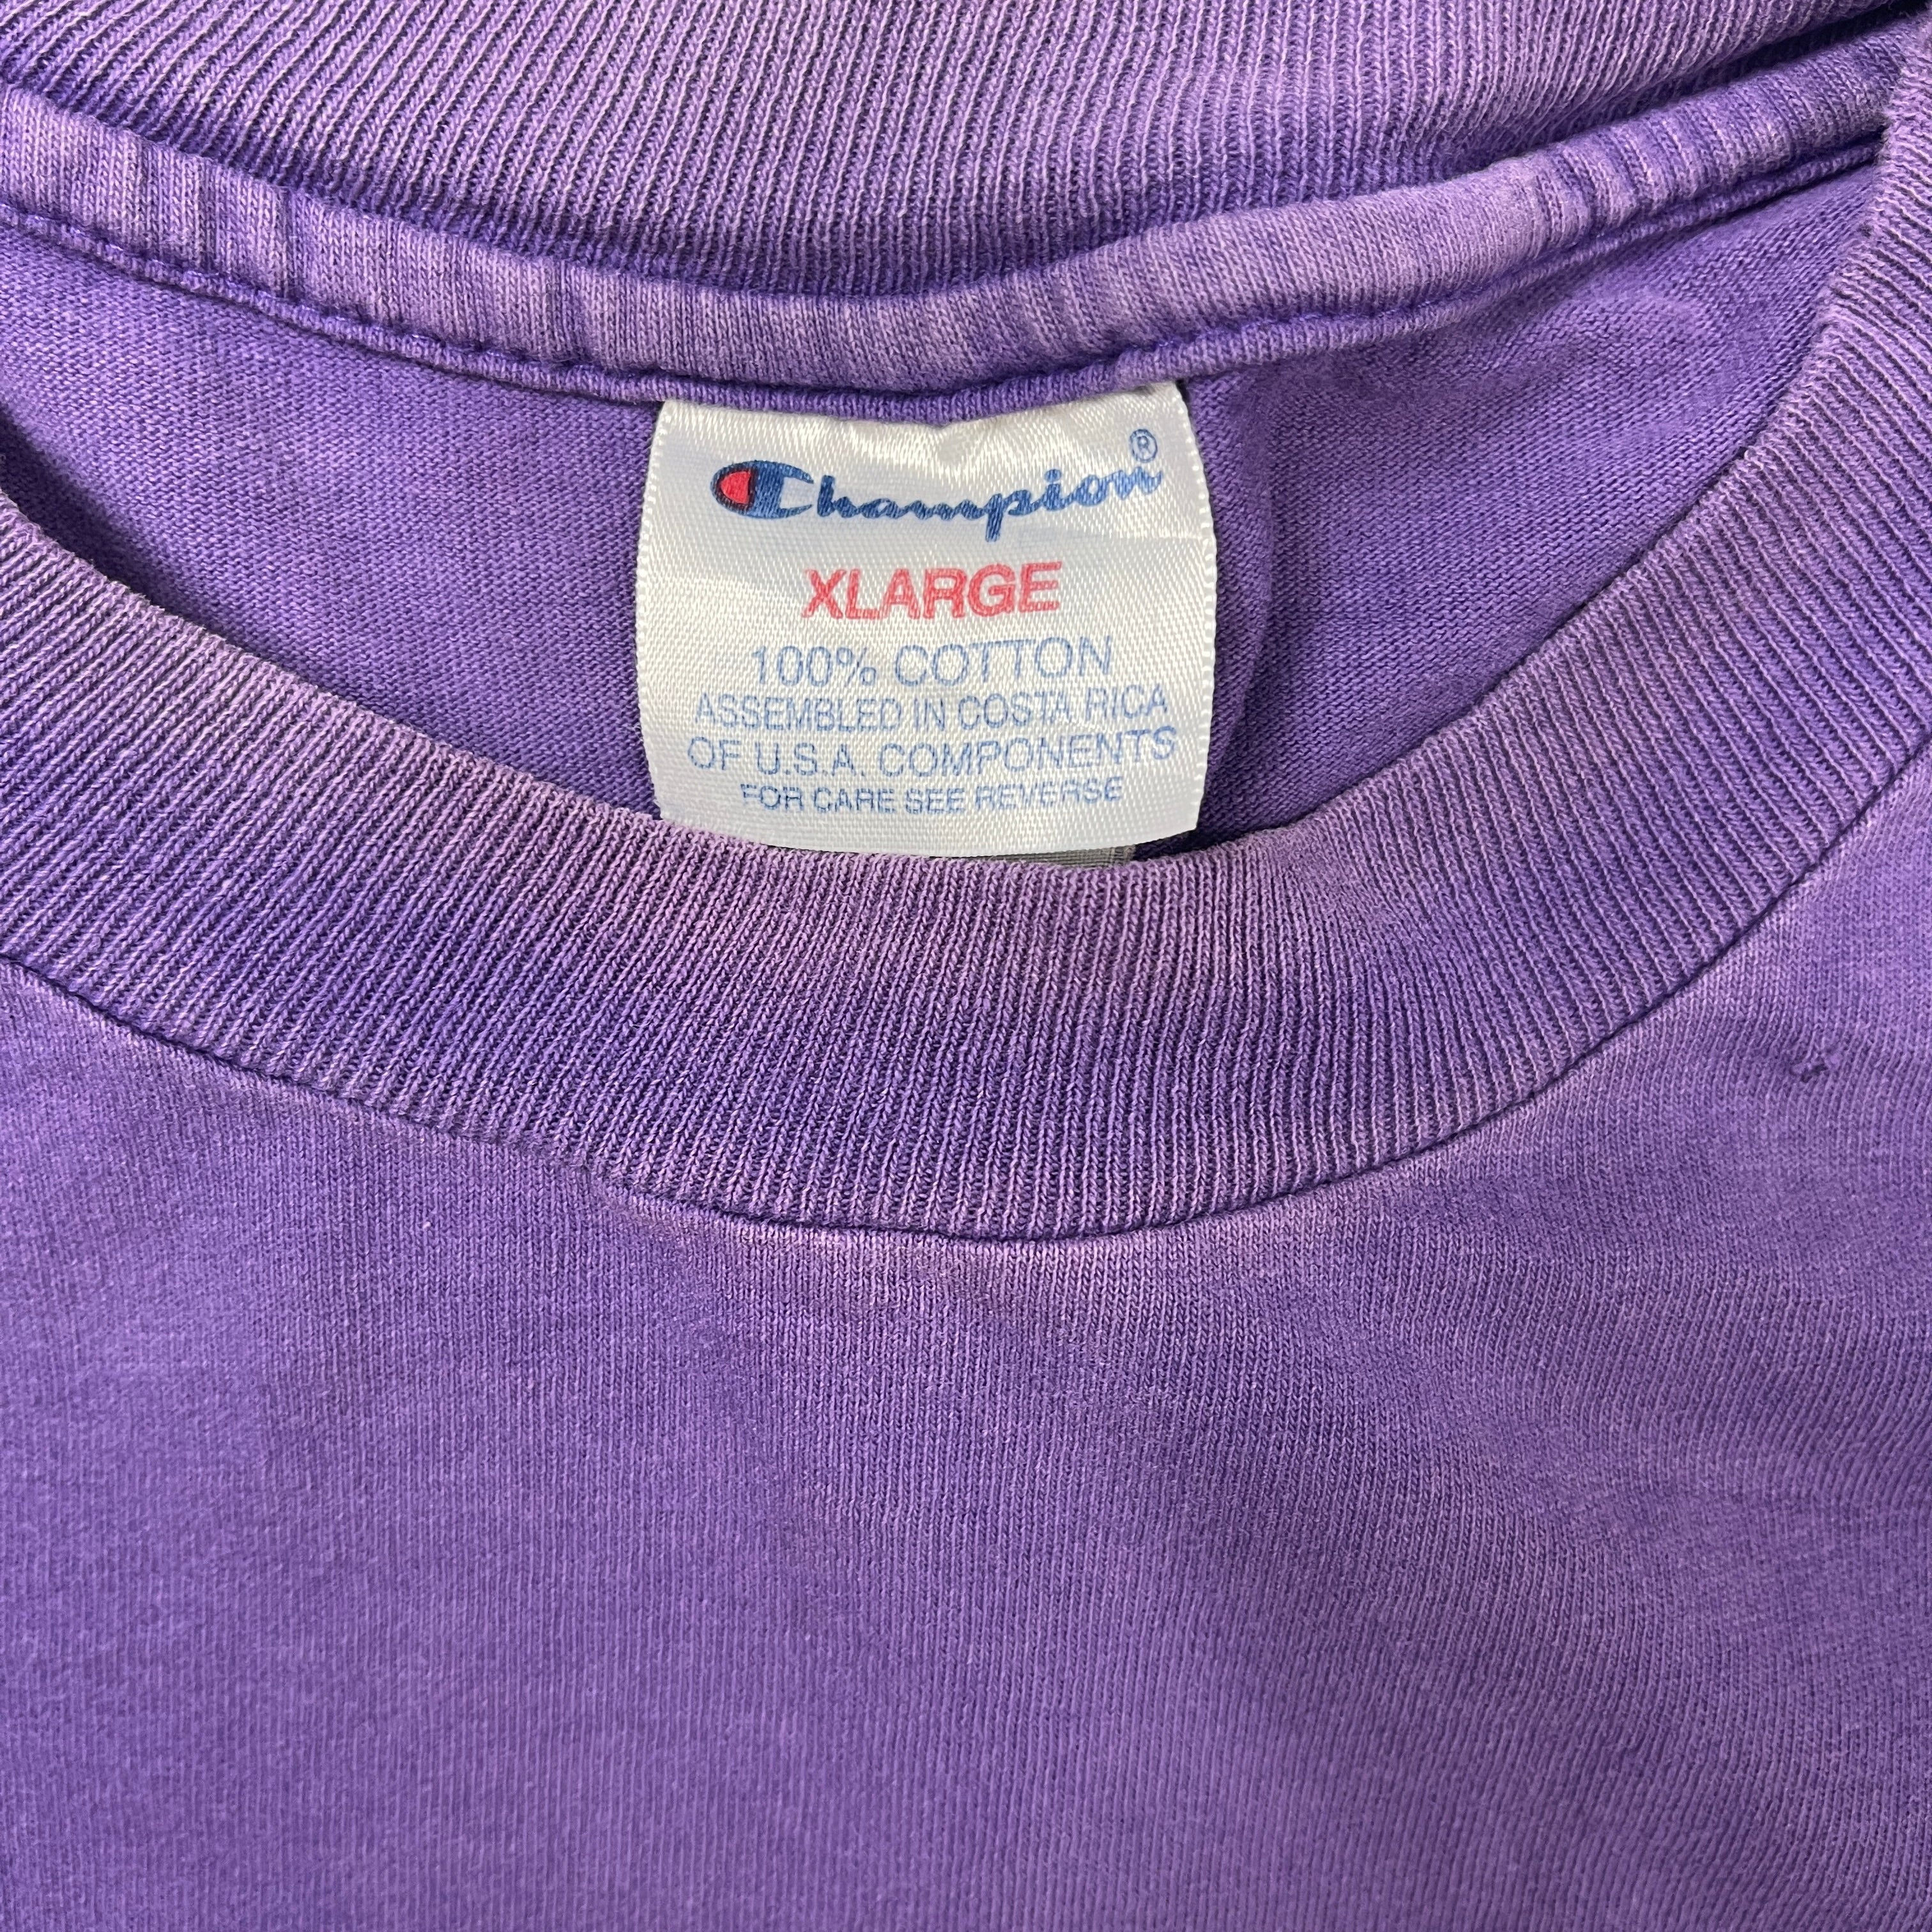 Champion®
XLARGE
100% COTTON
ASSEMBLED IN COSTA RICA
OF U.S.A. COMPONENTS
FOR CARE SEE REVERSE